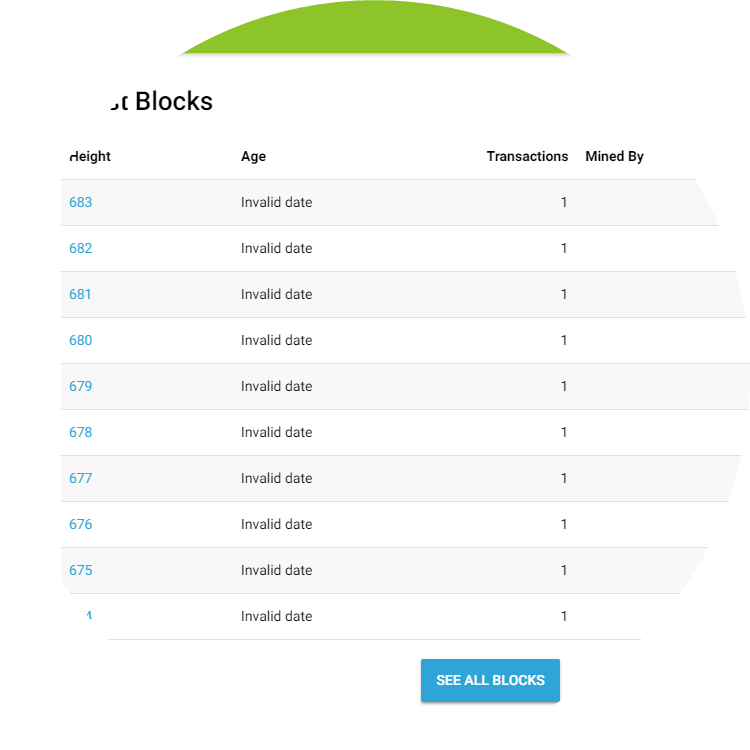 Blocks
Height Age Transactions Mined By
683 Invalid date 1
682 Invalid date 1
681 Invalid date 1
680 Invalid date 1
679 Invalid date 1
678 Invalid date 1
677 Invalid date 1
676 Invalid date 1
675 Invalid date 1
Invalid date 1
SEE ALL BLOCKS